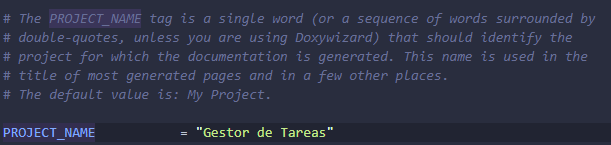 # The PROJECT_NAME tag is a single word (or a sequence of words surrounded by
# double-quotes, unless you are using Doxywizard) that should identify the
# project for which the documentation is generated. This name is used in the
# title of most generated pages and in a few other places.
# The default value is: My Project.
PROJECT_NAME = "Gestor de Tareas"